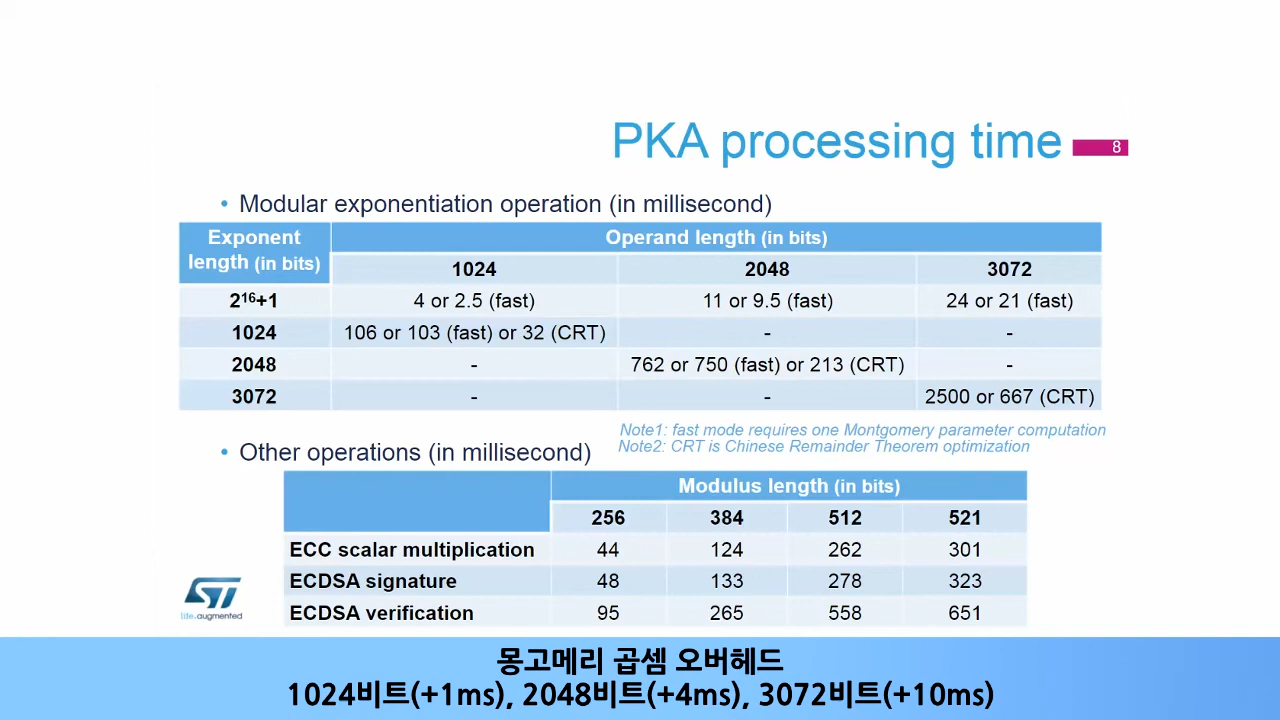 PKA processing time
8
• Modular exponentiation operation (in millisecond)
Exponent length (in bits) Operand length (in bits)
1024 2048 3072
2¹⁶+1 4 or 2.5 (fast) 11 or 9.5 (fast) 24 or 21 (fast)
1024 106 or 103 (fast) or 32 (CRT) - -
2048 - 762 or 750 (fast) or 213 (CRT) -
3072 - - 2500 or 667 (CRT)
Note1: fast mode requires one Montgomery parameter computation
Note2: CRT is Chinese Remainder Theorem optimization
• Other operations (in millisecond)
Modulus length (in bits)
256 384 512 521
ECC scalar multiplication 44 124 262 301
ECDSA signature 48 133 278 323
ECDSA verification 95 265 558 651
ST
life.augmented
몽고메리 곱셈 오버헤드
1024비트(+1ms), 2048비트(+4ms), 3072비트(+10ms)